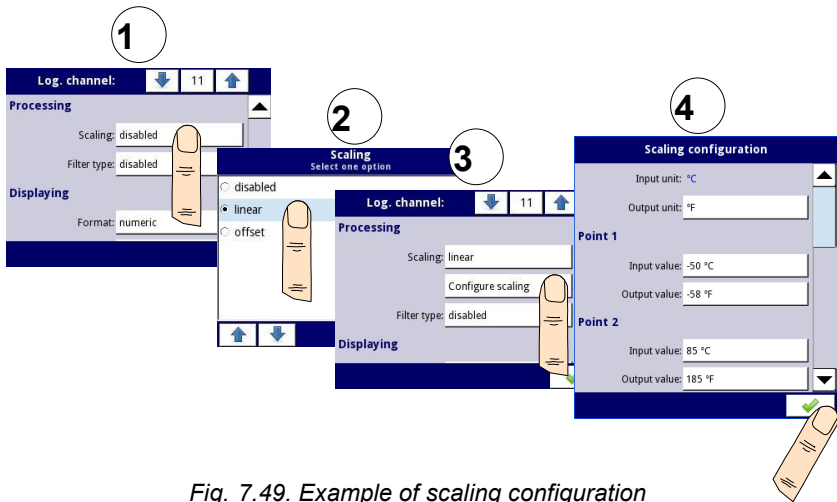 1
Log. channel: 11
Processing
Scaling: disabled
Filter type: disabled
Displaying
Format: numeric
2
Scaling
Select one option
disabled
linear
offset
3
Log. channel: 11
Processing
Scaling: linear
Configure scaling
Filter type: disabled
Displaying
4
Scaling configuration
Input unit: °C
Output unit: °F
Point 1
Input value: -50 °C
Output value: -58 °F
Point 2
Input value: 85 °C
Output value: 185 °F
Fig. 7.49. Example of scaling configuration